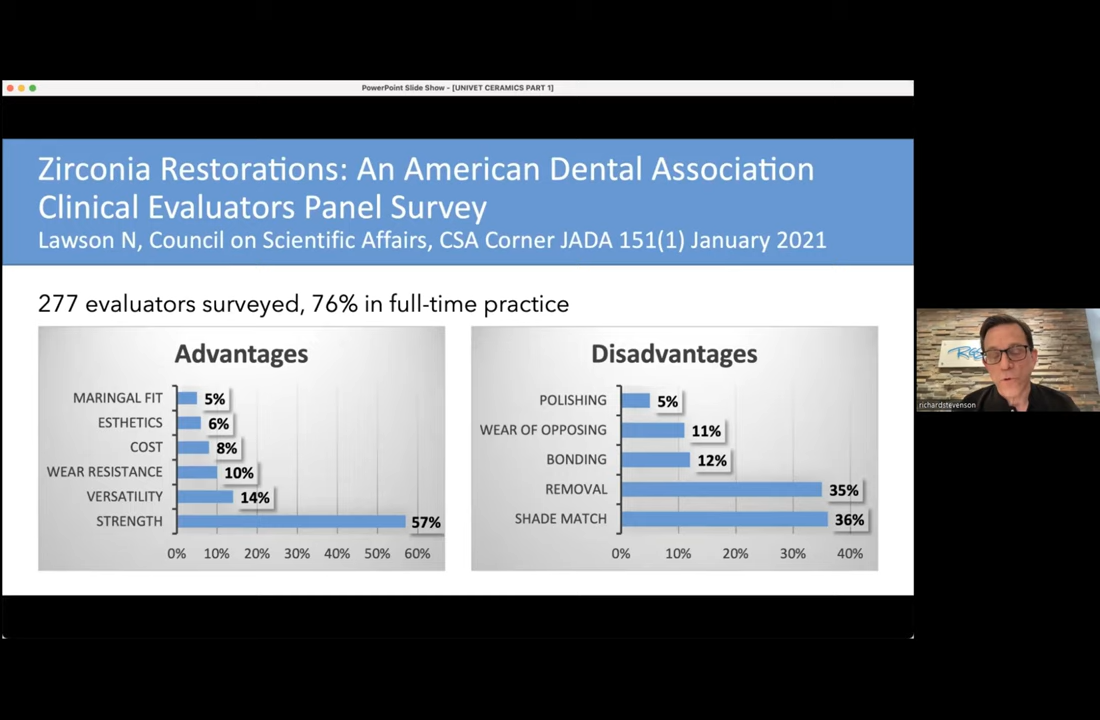 PowerPoint Slide Show - [UNIVET CERAMICS PART 1]
Zirconia Restorations: An American Dental Association
Clinical Evaluators Panel Survey
Lawson N, Council on Scientific Affairs, CSA Corner JADA 151(1) January 2021
277 evaluators surveyed, 76% in full-time practice
Advantages
MARINGAL FIT 5%
ESTHETICS 6%
COST 8%
WEAR RESISTANCE 10%
VERSATILITY 14%
STRENGTH 57%
0% 10% 20% 30% 40% 50% 60%
Disadvantages
POLISHING 5%
WEAR OF OPPOSING 11%
BONDING 12%
REMOVAL 35%
SHADE MATCH 36%
0% 10% 20% 30% 40%
richardstevenson